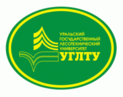 УРАЛЬСКИЙ
ГОСУДАРСТВЕННЫЙ
ЛЕСОТЕХНИЧЕСКИЙ
УНИВЕРСИТЕТ
УГЛТУ